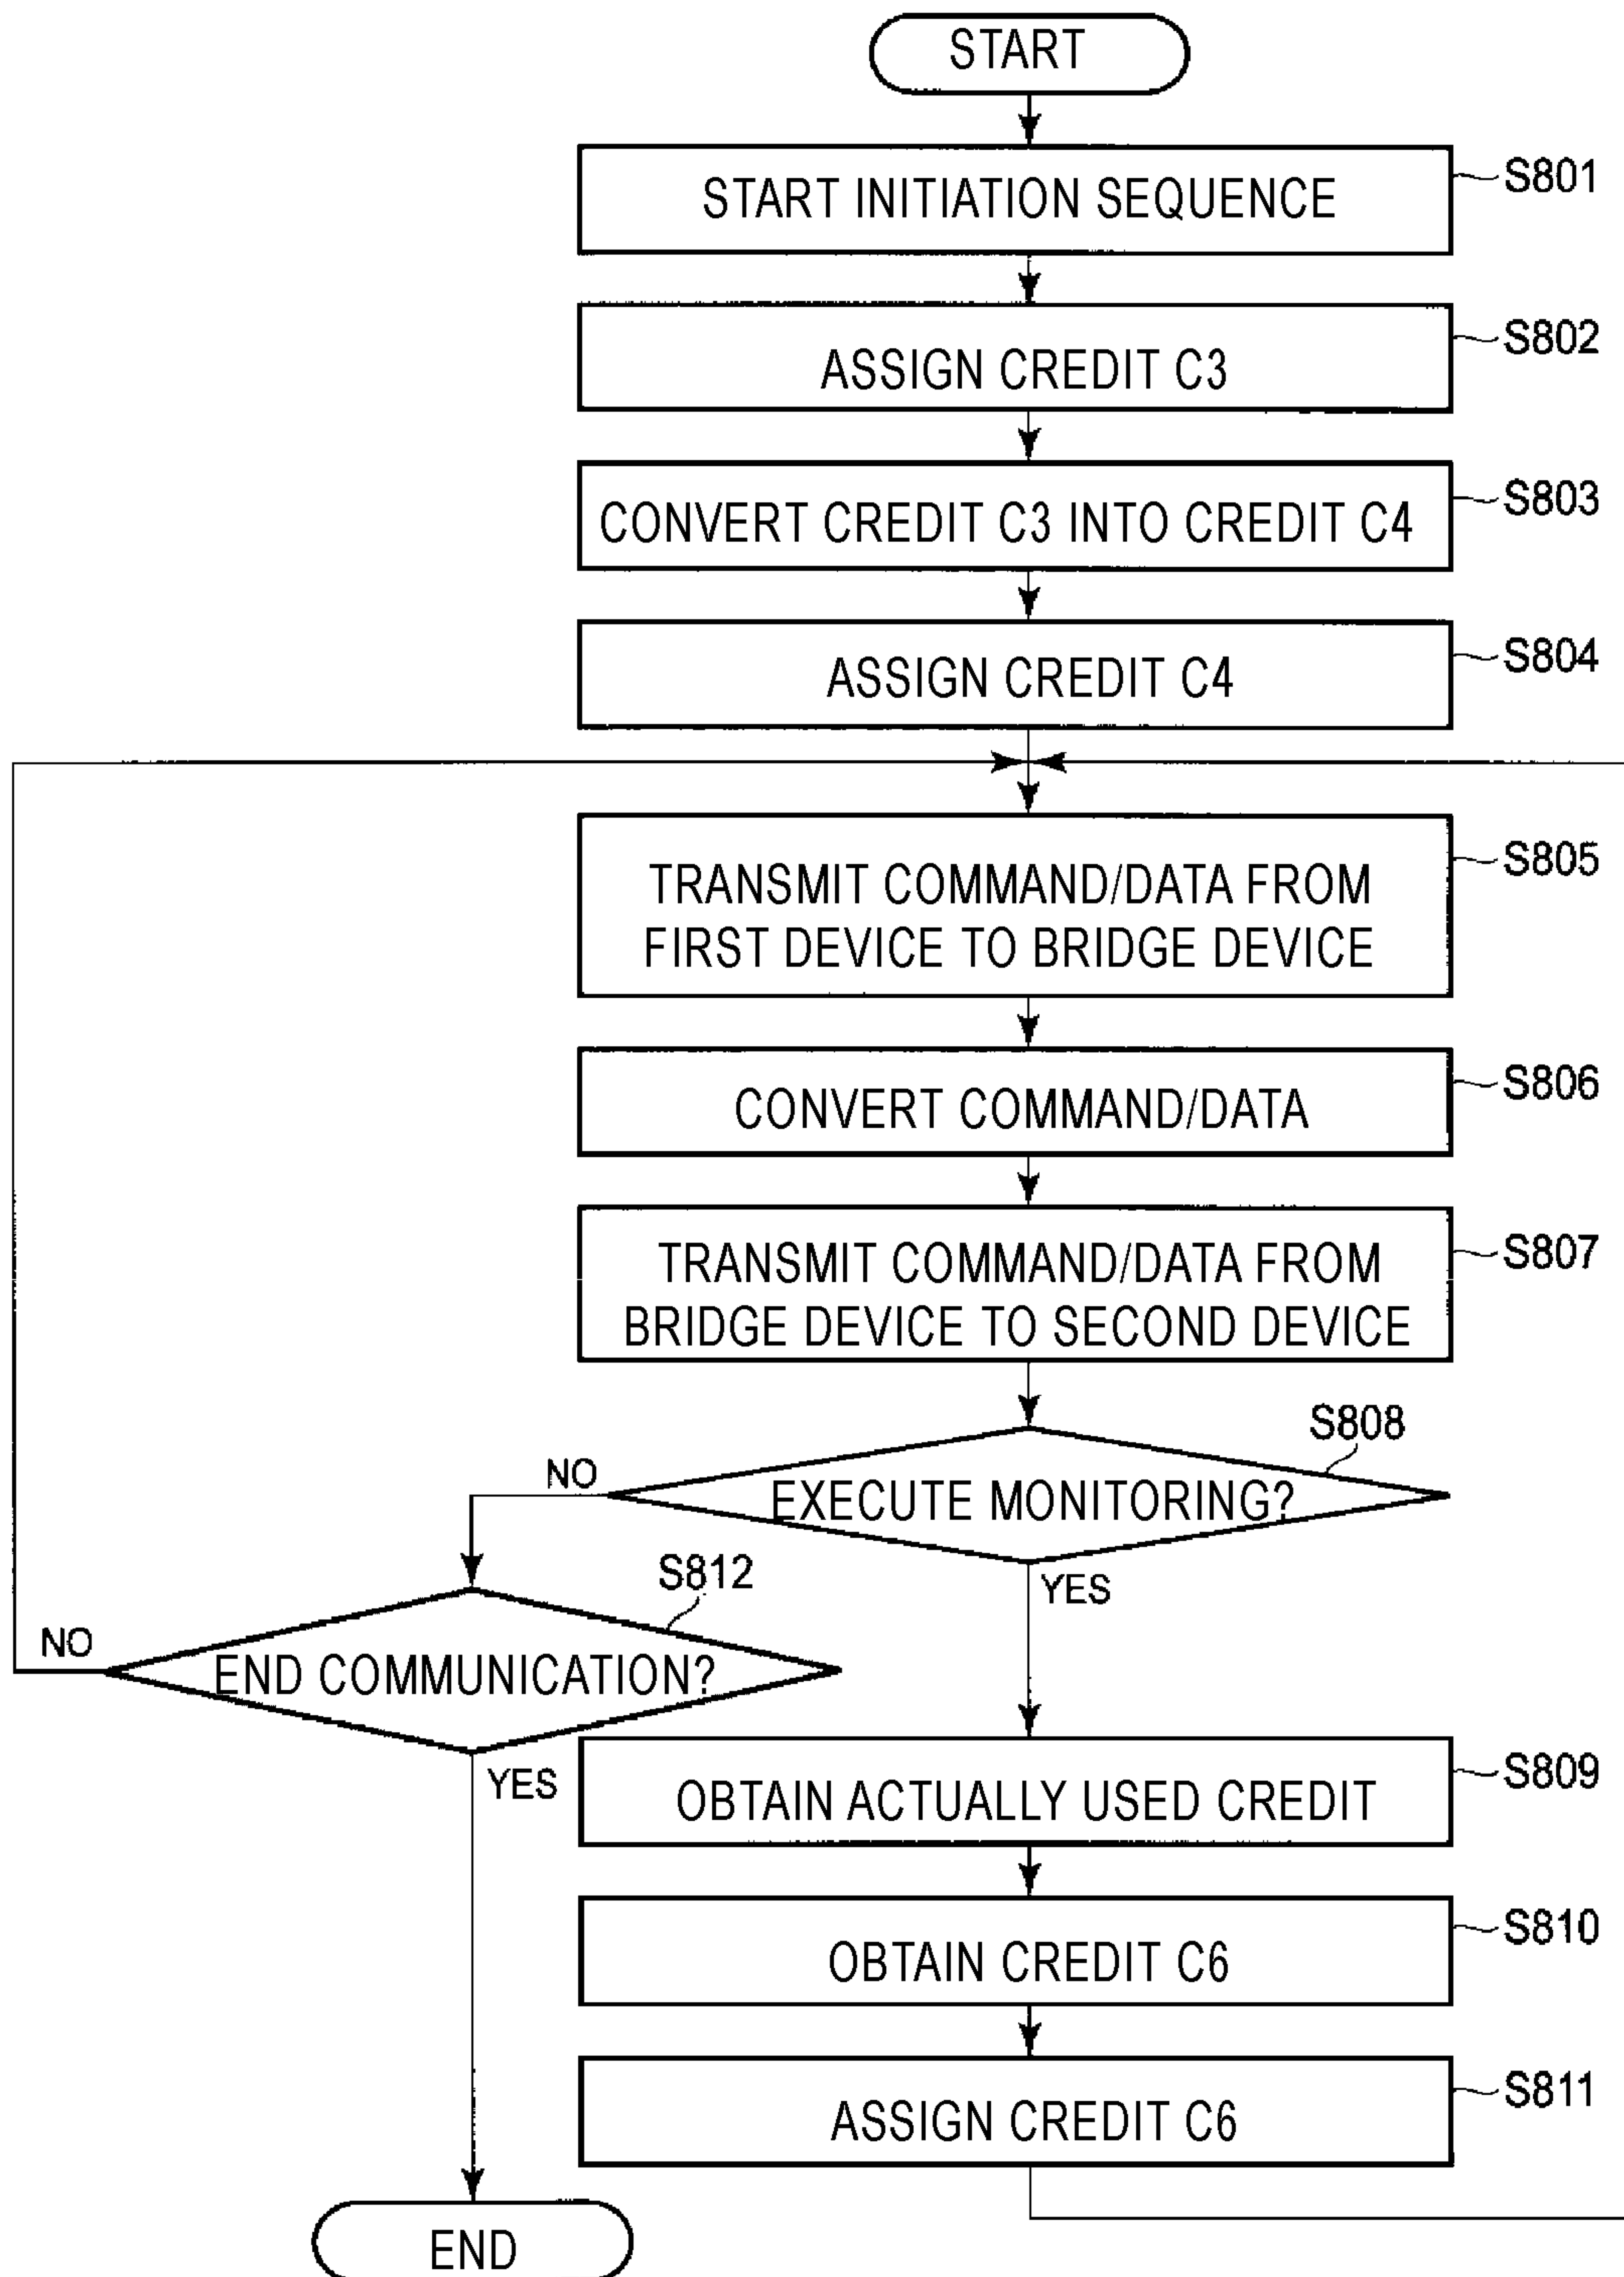 START
START INITIATION SEQUENCE
S801
ASSIGN CREDIT C3
S802
CONVERT CREDIT C3 INTO CREDIT C4
S803
ASSIGN CREDIT C4
S804
TRANSMIT COMMAND/DATA FROM
FIRST DEVICE TO BRIDGE DEVICE
S805
CONVERT COMMAND/DATA
S806
TRANSMIT COMMAND/DATA FROM
BRIDGE DEVICE TO SECOND DEVICE
S807
S808
EXECUTE MONITORING?
NO
YES
S812
END COMMUNICATION?
NO
YES
OBTAIN ACTUALLY USED CREDIT
S809
OBTAIN CREDIT C6
S810
ASSIGN CREDIT C6
S811
END